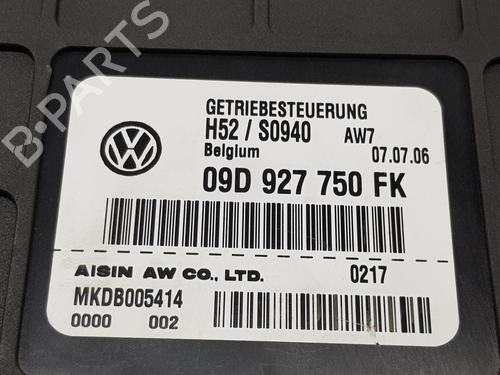 B-PARTS
GETRIEBESTEUERUNG
H52 / S0940 AW7
Belgium 07.07.06
09D 927 750 FK
AISIN AW CO., LTD. 0217
MKDB005414
0000 002